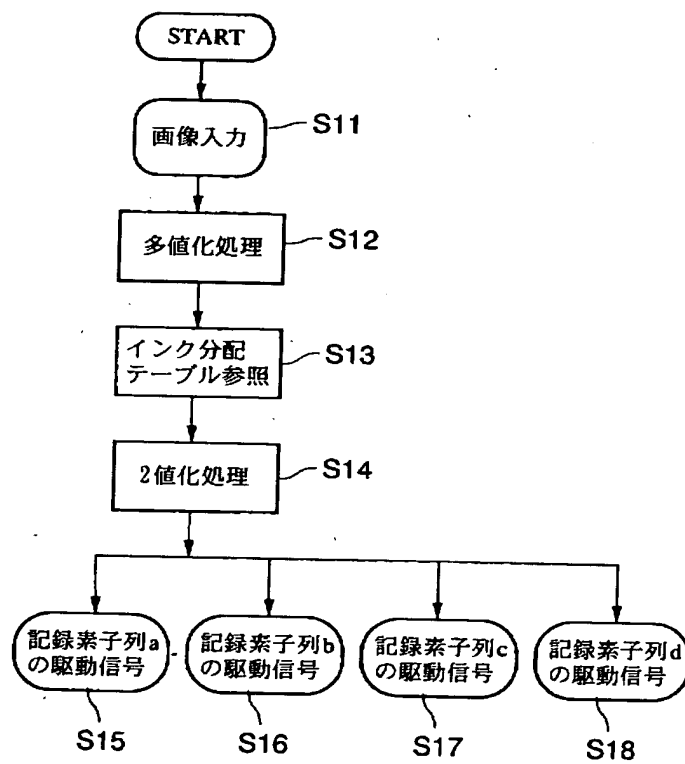 START
画像入力
S11
多値化処理
S12
インク分配
テーブル参照
S13
2値化処理
S14
記録素子列a
の駆動信号
記録素子列b
の駆動信号
記録素子列c
の駆動信号
記録素子列d
の駆動信号
S15
S16
S17
S18